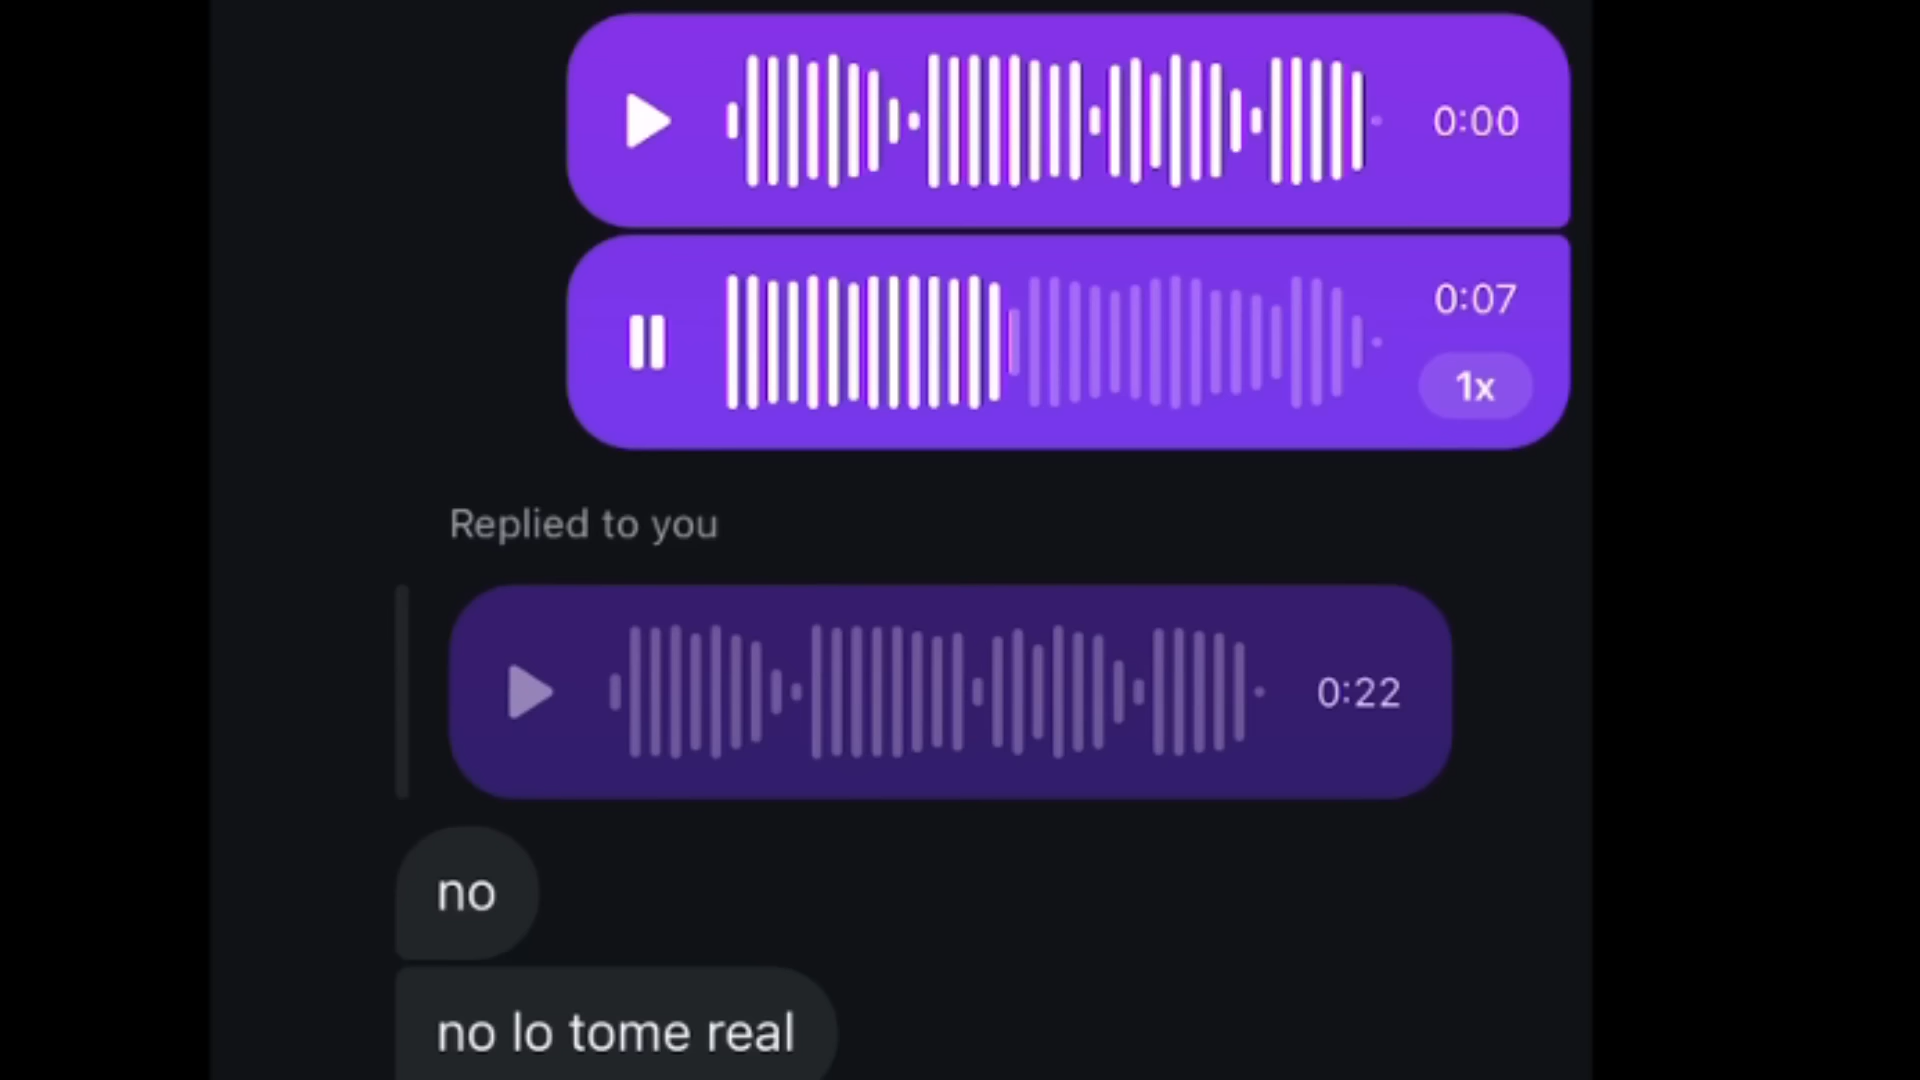 0:00
0:07
1x
Replied to you
0:22
no
no lo tome real